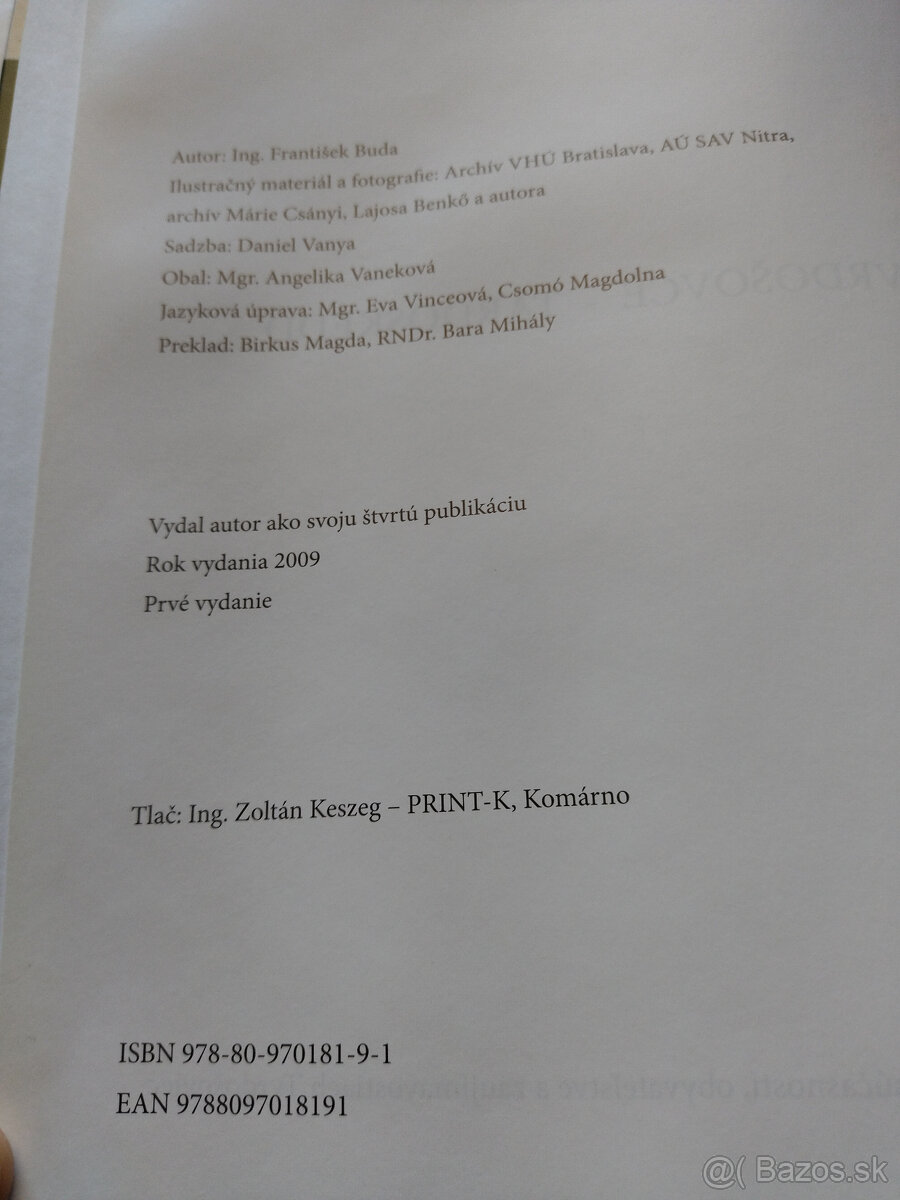 Autor: Ing. František Buda
Ilustračný materiál a fotografie: Archív VHÚ Bratislava, AÚ SAV Nitra,
archív Márie Csányi, Lajosa Benkő a autora
Sadzba: Daniel Vanya
Obal: Mgr. Angelika Vaneková
Jazyková úprava: Mgr. Eva Vinceová, Csomó Magdolna
Preklad: Birkus Magda, RNDr. Bara Mihály
Vydal autor ako svoju štvrtú publikáciu
Rok vydania 2009
Prvé vydanie
Tlač: Ing. Zoltán Keszeg – PRINT-K, Komárno
ISBN 978-80-970181-9-1
EAN 9788097018191
@( Bazos.sk